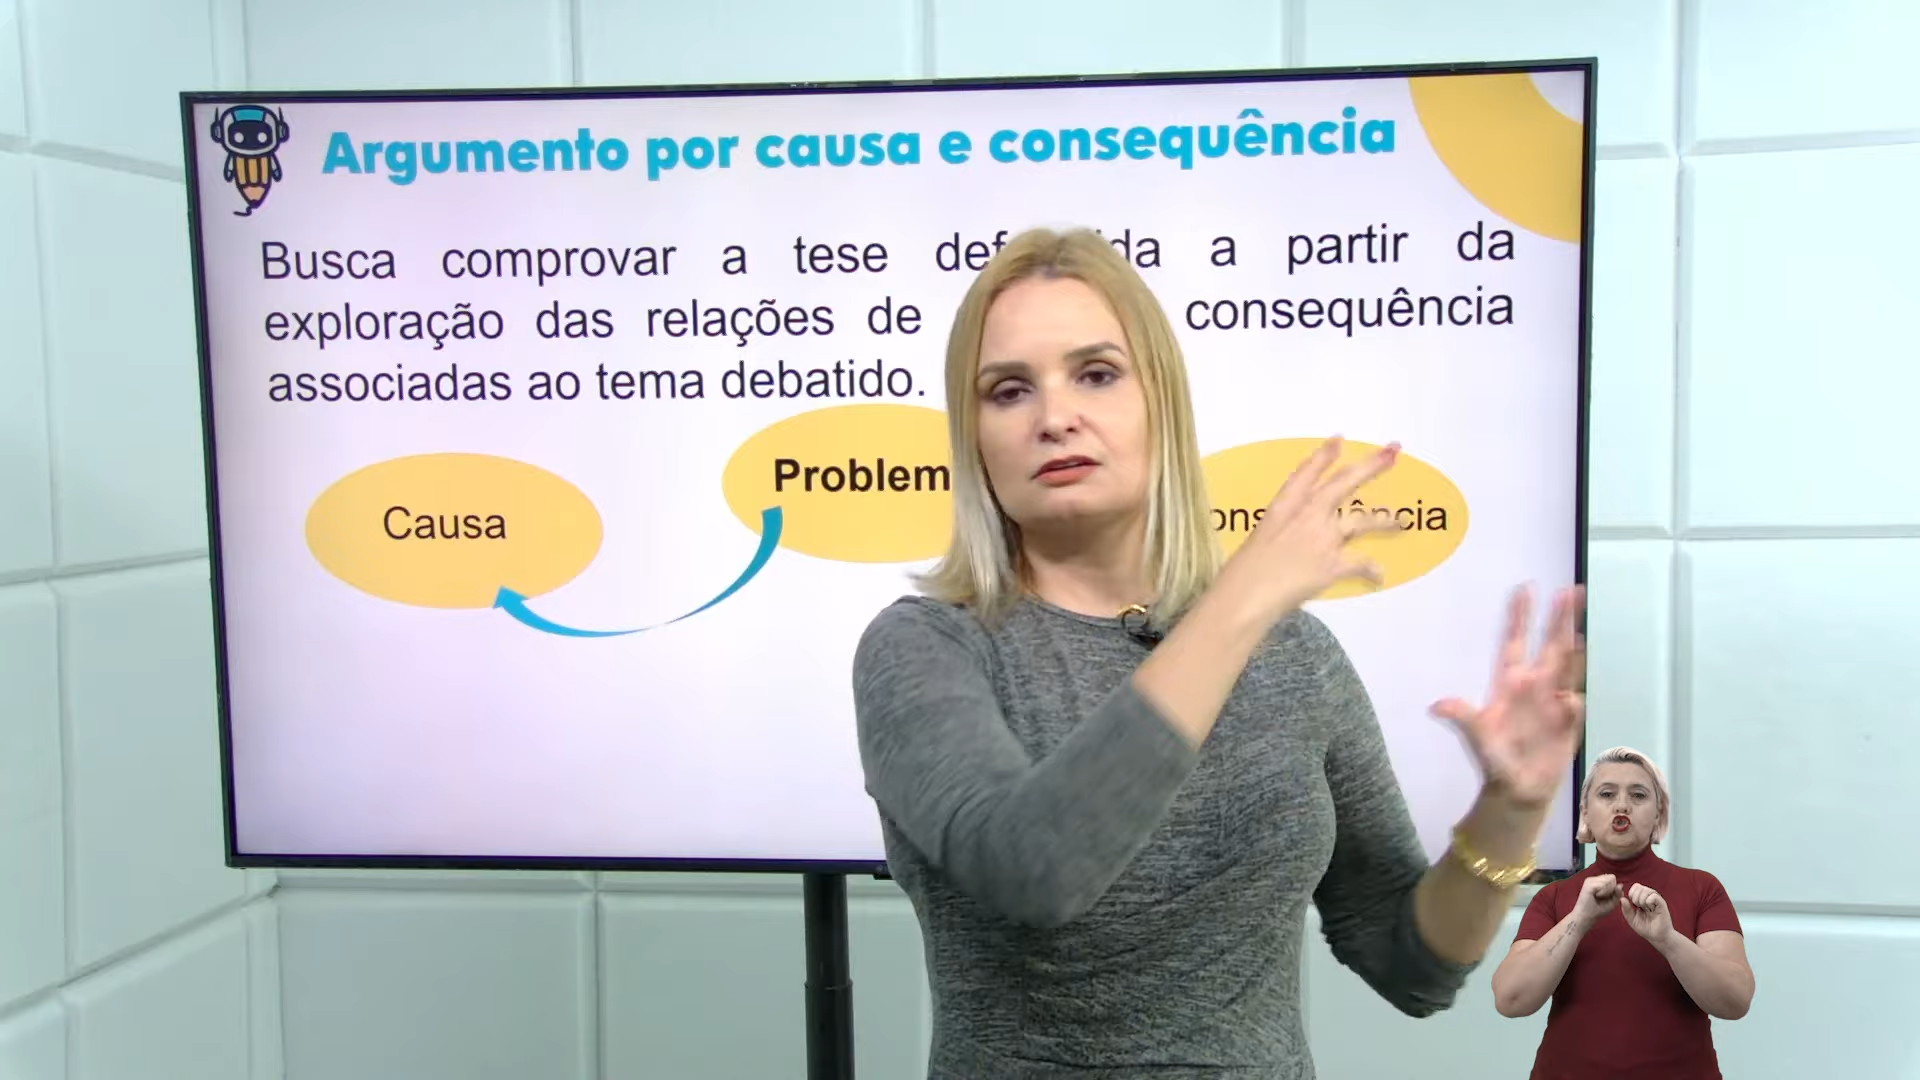 Argumento por causa e consequência
Busca comprovar a tese a partir da
exploração das relações de consequência
associadas ao tema debatido.
Causa
Problem